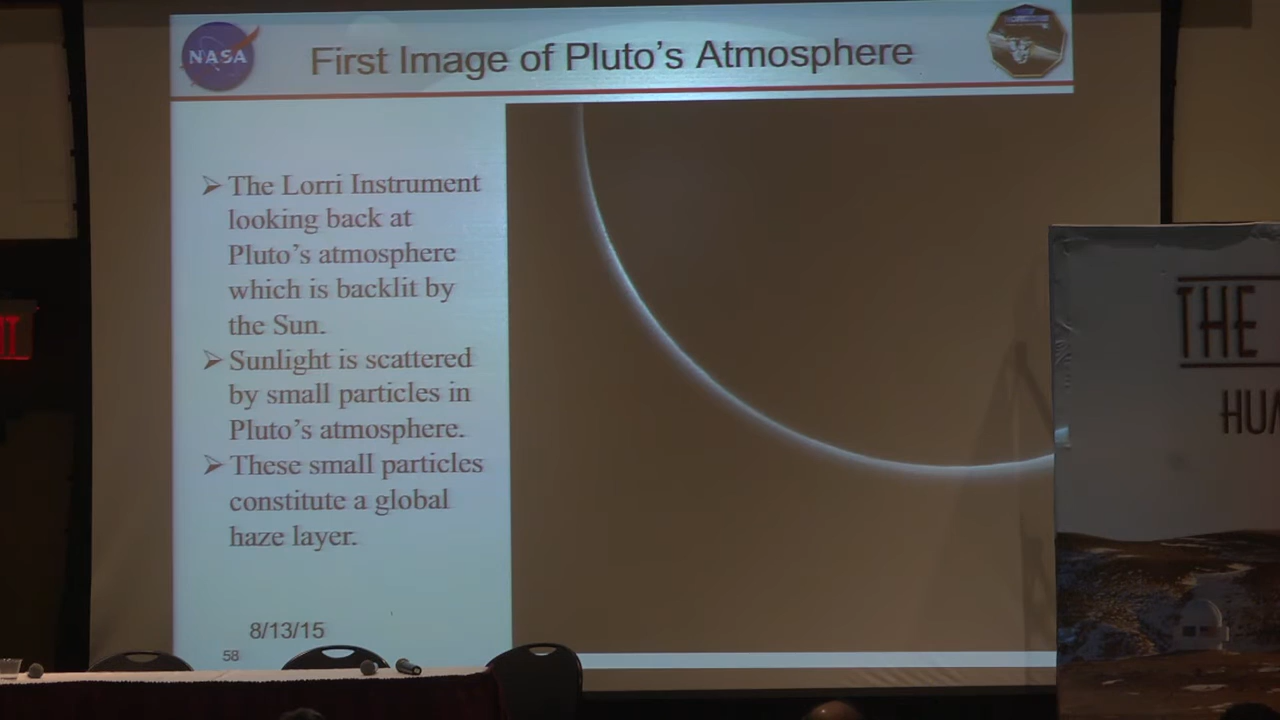 NASA
First Image of Pluto's Atmosphere
➢ The Lorri Instrument
looking back at
Pluto's atmosphere
which is backlit by
the Sun.
➢ Sunlight is scattered
by small particles in
Pluto's atmosphere.
➢ These small particles
constitute a global
haze layer.
8/13/15
58
THE
HUM
IT